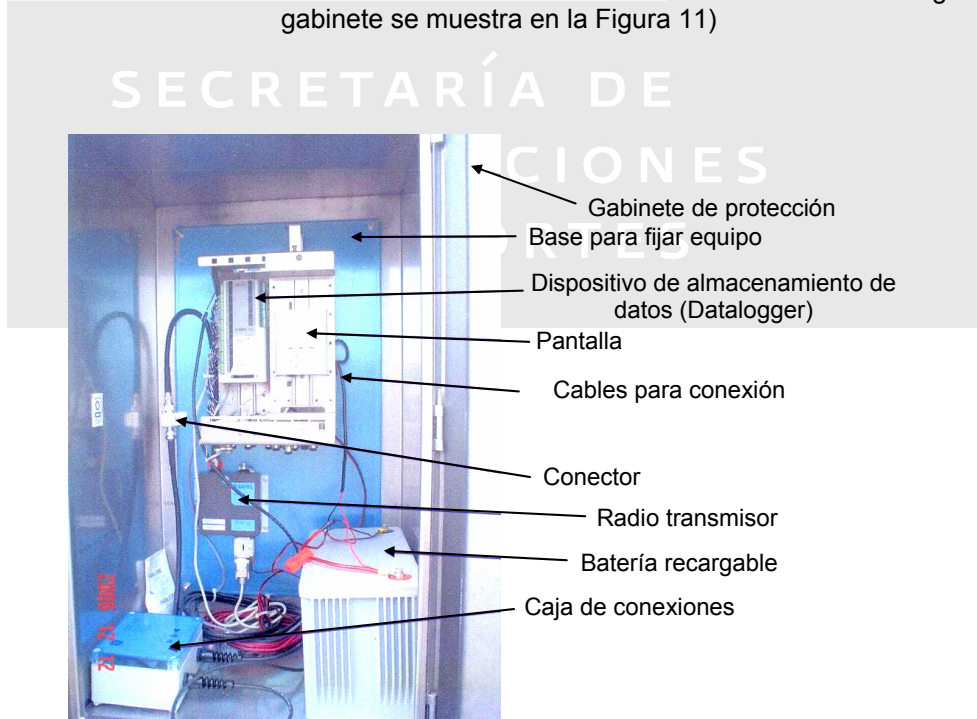 gabinete se muestra en la Figura 11)
SECRETARÍA DE
CIONES
RTES
Gabinete de protección
Base para fijar equipo
Dispositivo de almacenamiento de
datos (Datalogger)
Pantalla
Cables para conexión
Conector
Radio transmisor
Batería recargable
Caja de conexiones